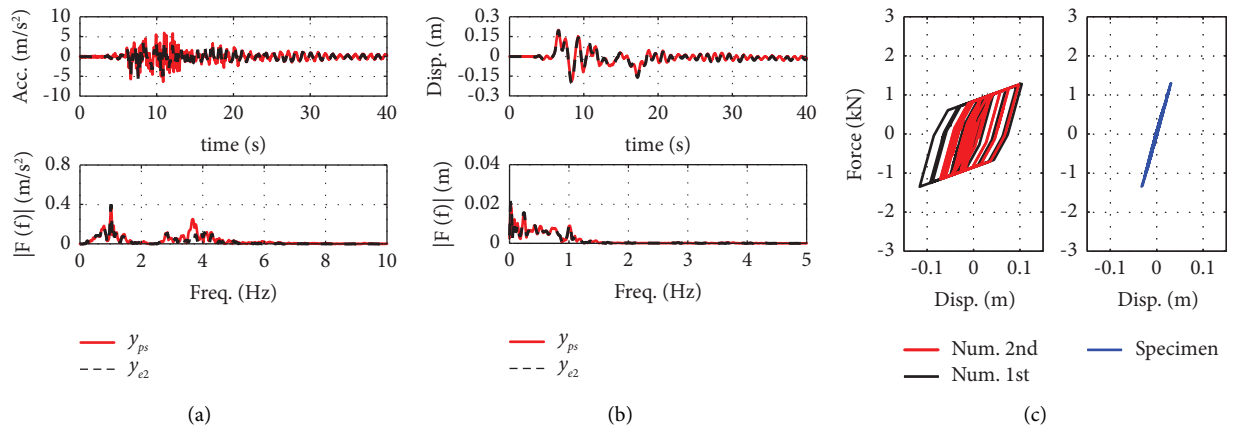 Acc. (m/s²)
10
5
0
-5
-10
0 10 20 30 40
time (s)
|F (f)| (m/s²)
0.8
0.4
0
0 2 4 6 8 10
Freq. (Hz)
y_ps
y_e2
(a)
Disp. (m)
0.3
0.15
0
-0.15
-0.3
0 10 20 30 40
time (s)
|F (f)| (m)
0.04
0.02
0
0 1 2 3 4 5
Freq. (Hz)
y_ps
y_e2
(b)
Force (kN)
3
2
1
0
-1
-2
-3
-0.1 0 0.1
Disp. (m)
3
2
1
0
-1
-2
-3
-0.1 0 0.1
Disp. (m)
Num. 2nd
Num. 1st
Specimen
(c)